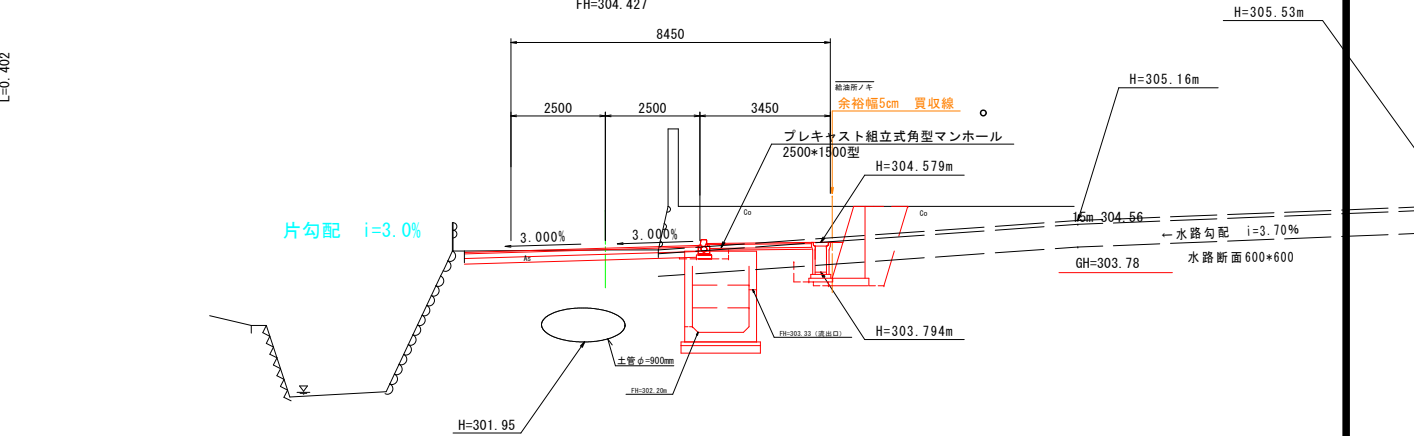 FH=304.427
H=305.53m
L=0.402
8450
H=305.16m
給油所ノキ
余裕幅5cm　買収線
2500
2500
3450
プレキャスト組立式角型マンホール
2500*1500型
H=304.579m
Co
Co
15m 304.56
片勾配　i=3.0%
3.000%
3.000%
←水路勾配　i=3.70%
As
水路断面600*600
GH=303.78
FH=303.33（流出口）
H=303.794m
土管φ=900mm
FH=302.20m
H=301.95